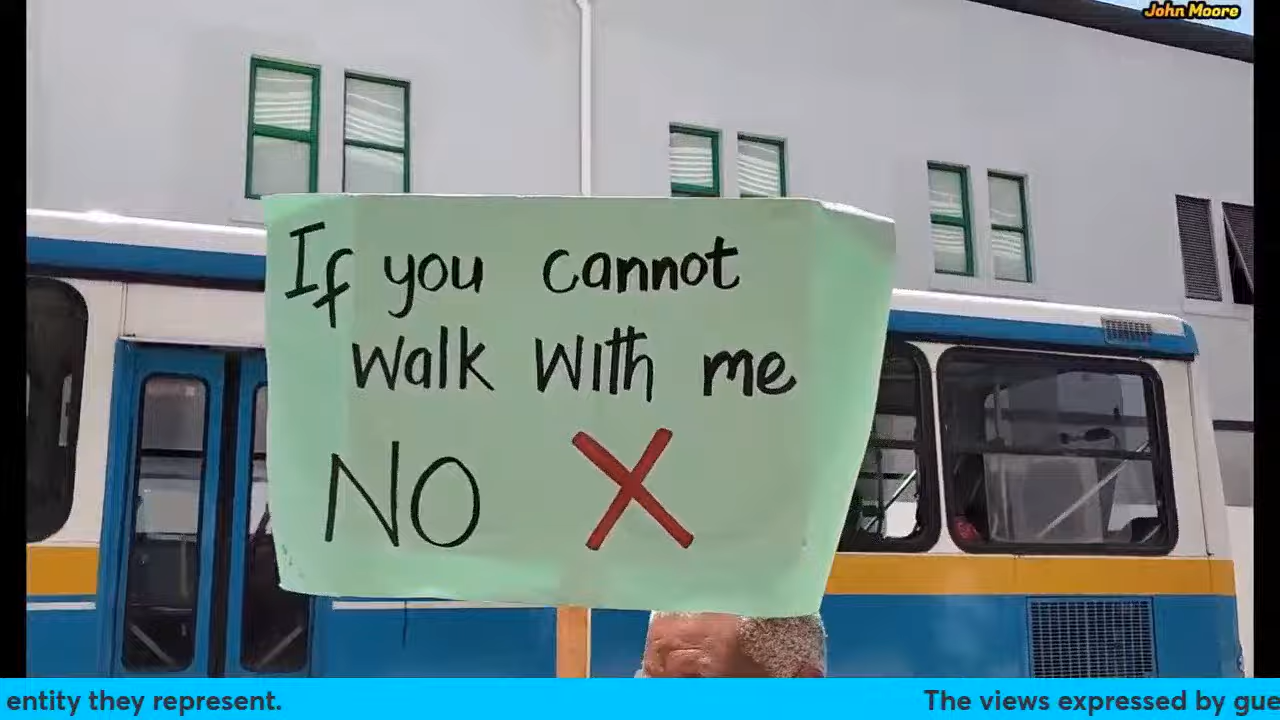 John Moore
If you cannot
walk with me
NO X
entity they represent.
The views expressed by gue